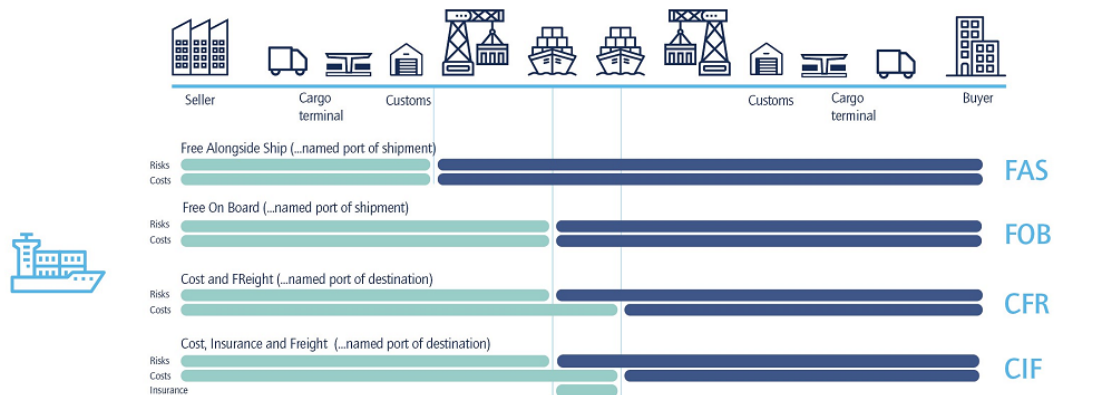 Seller
Cargo
terminal
Customs
Customs
Cargo
terminal
Buyer
Free Alongside Ship (...named port of shipment)
Risks
Costs
FAS
Free On Board (...named port of shipment)
Risks
Costs
FOB
Cost and FReight (...named port of destination)
Risks
Costs
CFR
Cost, Insurance and Freight (...named port of destination)
Risks
Costs
Insurance
CIF